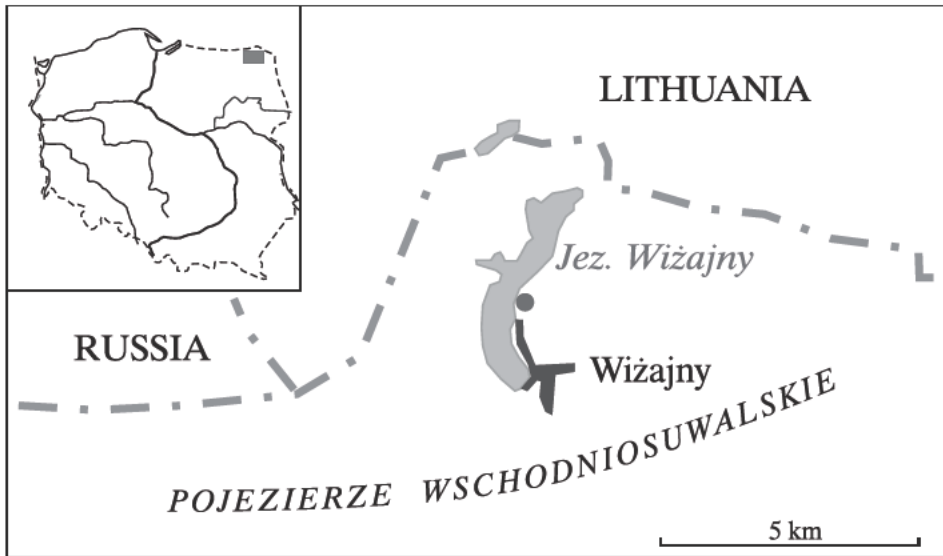 LITHUANIA
Jez. Wiżajny
RUSSIA
Wiżajny
POJEZIERZE WSCHODNIOSUWALSKIE
5 km